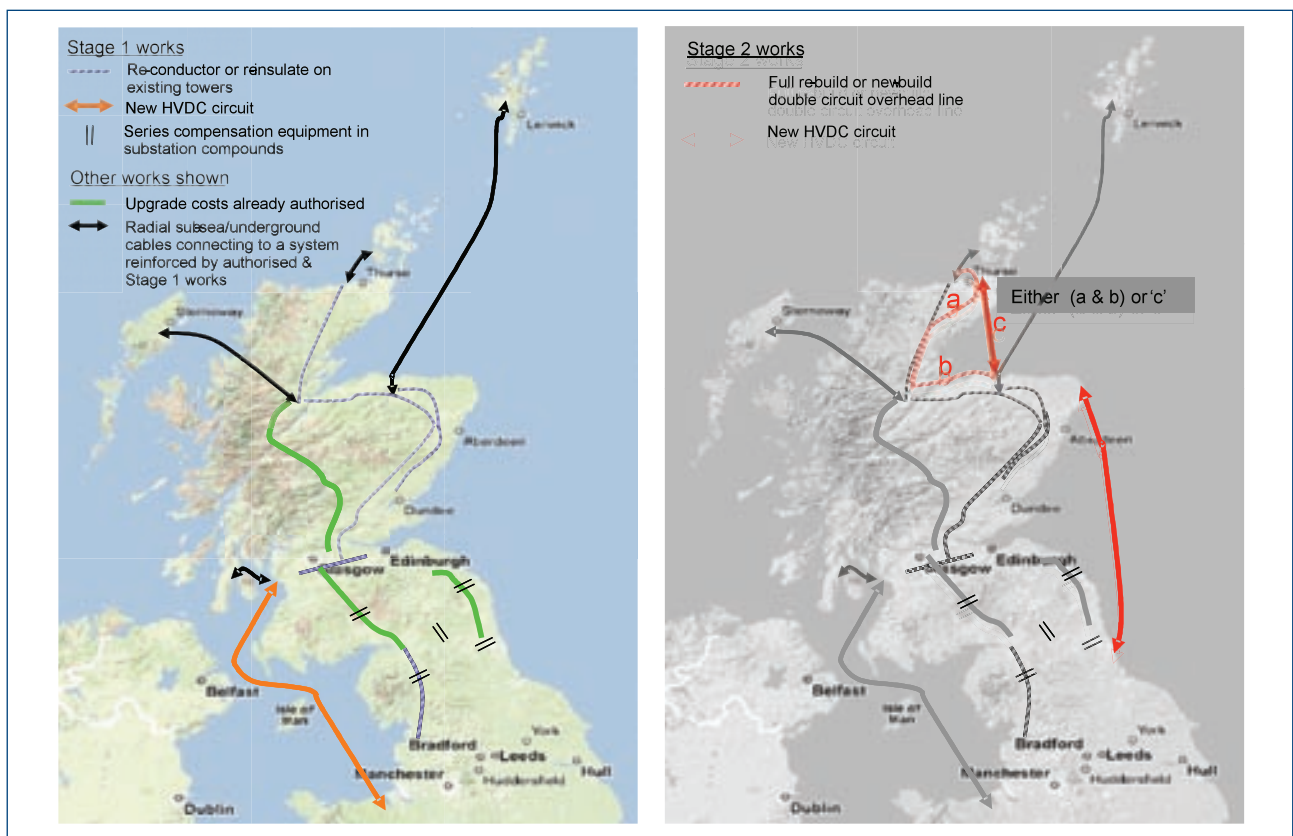 Stage 1 works
Re-conductor or reinsulate on
existing towers
New HVDC circuit
Series compensation equipment in
substation compounds
Other works shown
Upgrade costs already authorised
Radial subsea/underground
cables connecting to a system
reinforced by authorised &
Stage 1 works
Lerwick
Thurso
Stornoway
Aberdeen
Dundee
Edinburgh
Glasgow
Belfast
Isle of
Man
York
Bradford
Leeds
Hull
Manchester
Huddersfield
Dublin
Stage 2 works
Full re-build or new-build
double circuit overhead line
New HVDC circuit
Lerwick
Thurso
Either (a & b) or 'c'
Stornoway
a
c
b
Aberdeen
Dundee
Edinburgh
Glasgow
Belfast
Isle of
Man
York
Bradford
Leeds
Hull
Manchester
Huddersfield
Dublin